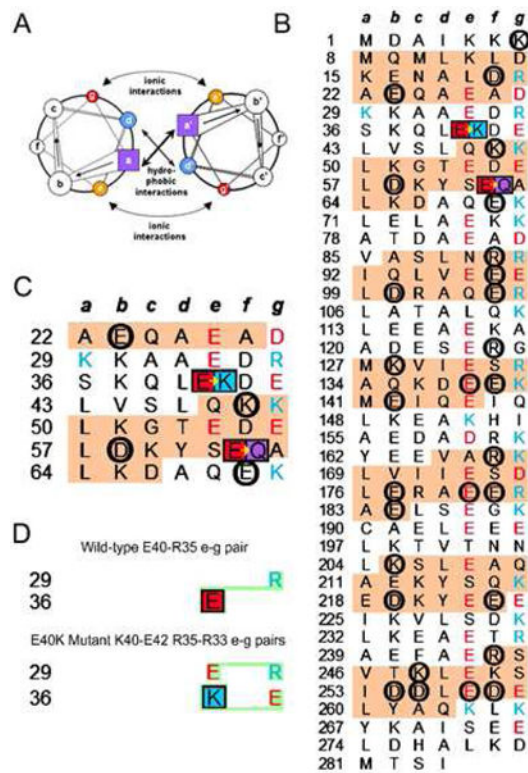 A
ionic
interactions
g
e'
c
d
a'
b'
f
f'
hydro-
phobic
interactions
b
a
d'
c'
e
g'
ionic
interactions
B
a b c d e f g
1 M D A I K K K
8 M Q M L K L D
15 K E N A L D R
22 A E Q A E A D
29 K K A A E D R
36 S K Q L E K D E
43 L V S L Q K K
50 L K G T E D E
57 L D K Y S E Q A
64 L K D A Q E K
71 L E L A E K K
78 A T D A E A D
85 V A S L N R R
92 I Q L V E E E
99 L D R A Q E R
106 L A T A L Q K
113 L E E A E K A
120 A D E S E R G
127 M K V I E S R
134 A Q K D E E K
141 M E I Q E I Q
148 L K E A K H I
155 A E D A D R K
162 Y E E V A R K
169 L V I I E S D
176 L E R A E E R
183 A E L S E G K
190 C A E L E E E
197 L K T V T N N
204 L K S L E A Q
211 A E K Y S Q K
218 E D K Y E E E
225 I K V L S D K
232 L K E A E T R
239 A E F A E R S
246 V T K L E K S
253 I D D L E D E
260 L Y A Q K L K
267 Y K A I S E E
274 L D H A L K D
281 M T S I
C
a b c d e f g
22 A E Q A E A D
29 K K A A E D R
36 S K Q L E K D E
43 L V S L Q K K
50 L K G T E D E
57 L D K Y S E Q A
64 L K D A Q E K
D
Wild-type E40-R35 e-g pair
29 R
36 E
E40K Mutant K40-E42 R35-R33 e-g pairs
29 E R
36 K E